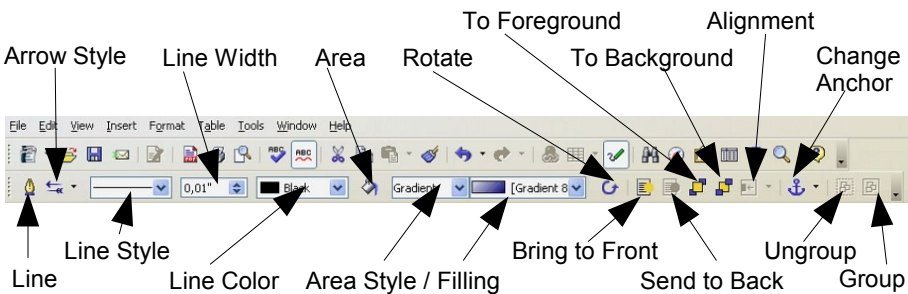 To Foreground
Alignment
Arrow Style
Line Width
Area
Rotate
To Background
Change
Anchor
File Edit View Insert Format Table Tools Window Help
ABC ABC
0,01" Black Gradient [Gradient 8
Line Style
Bring to Front
Ungroup
Line
Line Color
Area Style / Filling
Send to Back
Group